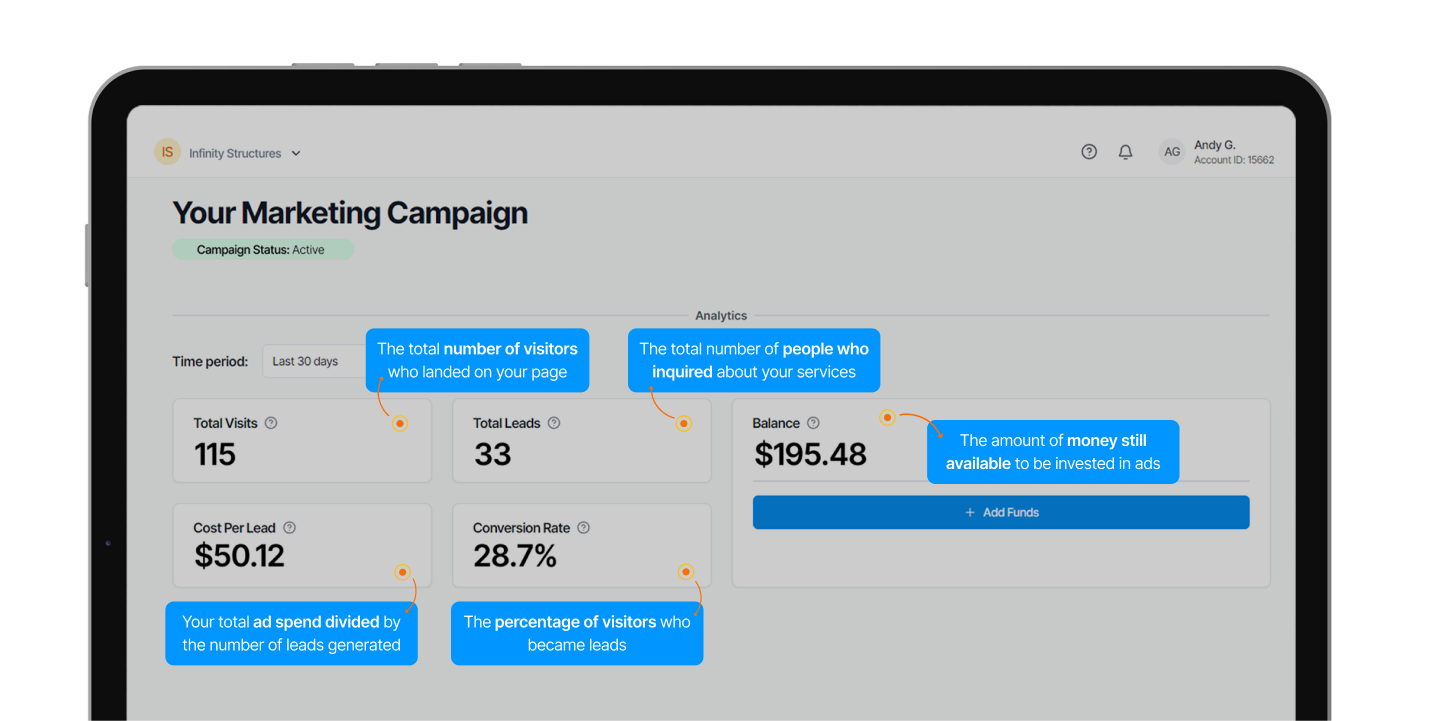 IS Infinity Structures
AG
Andy G.
Account ID: 15662
Your Marketing Campaign
Campaign Status: Active
Analytics
Time period:
Last 30 days
The total number of visitors
who landed on your page
The total number of people who
inquired about your services
Total Visits
115
Total Leads
33
Balance
$195.48
The amount of money still
available to be invested in ads
+ Add Funds
Cost Per Lead
$50.12
Conversion Rate
28.7%
Your total ad spend divided by
the number of leads generated
The percentage of visitors who
became leads